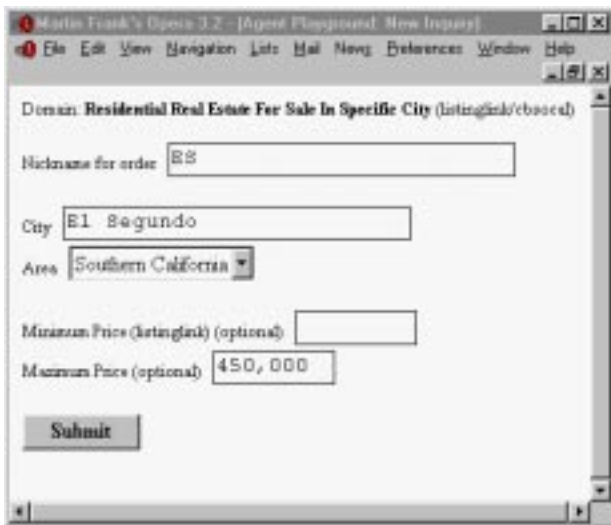 Martin Frank's Opera 3.2 - [Agent Playground: New Inquiry]
File Edit View Navigation Lists Mail News Preferences Window Help
Domain: Residential Real Estate For Sale In Specific City (listinglink/cbsocal)
Nickname for order ES
City El Segundo
Area Southern California
Minimum Price (listinglink) (optional)
Maximum Price (optional) 450,000
Submit